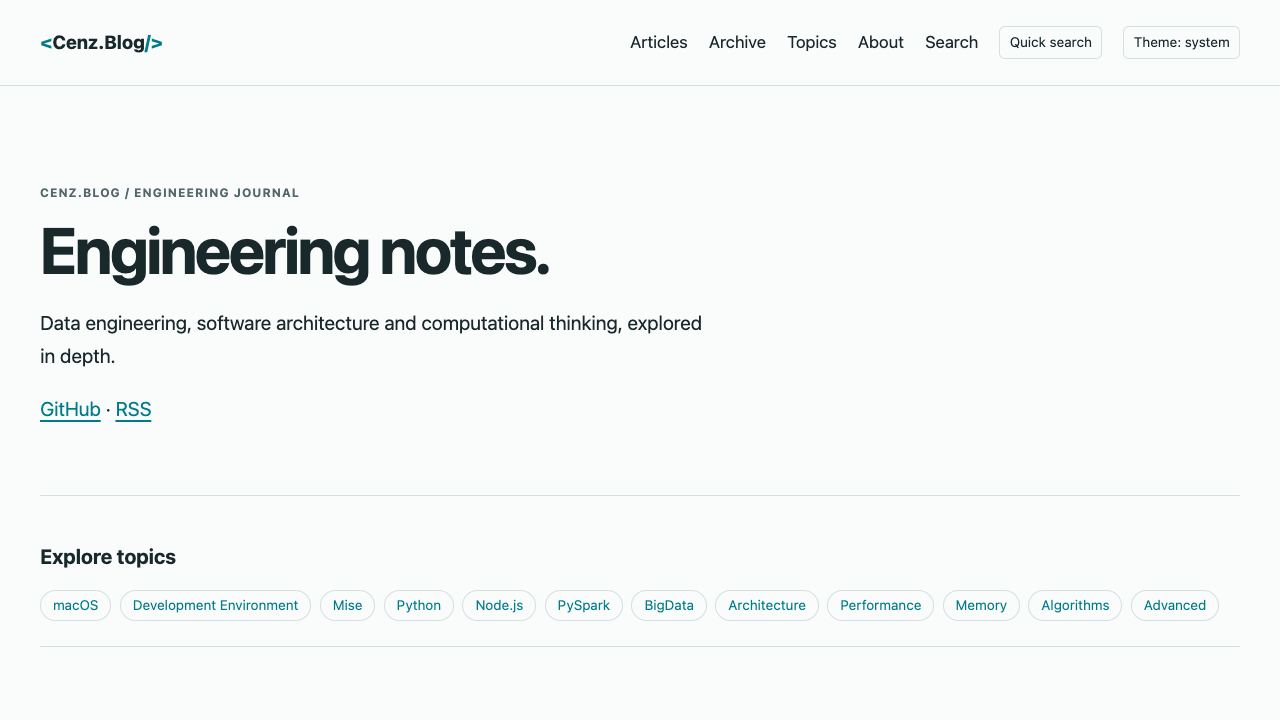 <Cenz.Blog/>
Articles Archive Topics About Search Quick search Theme: system
CENZ.BLOG / ENGINEERING JOURNAL
Engineering notes.
Data engineering, software architecture and computational thinking, explored
in depth.
GitHub · RSS
Explore topics
macOS Development Environment Mise Python Node.js PySpark BigData Architecture Performance Memory Algorithms Advanced